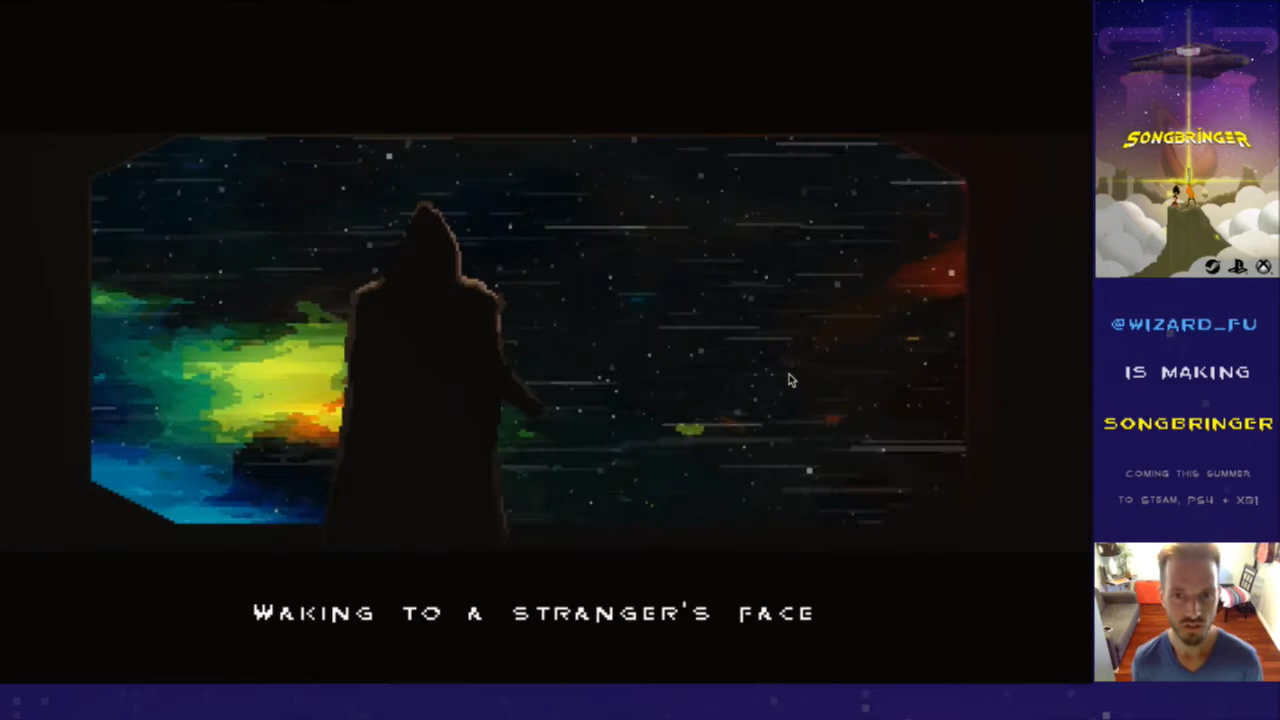 SONGBRINGER
@WIZARD_FU
IS MAKING
SONGBRINGER
COMING THIS SUMMER
TO STEAM, PS4 + XB1
WAKING TO A STRANGER'S FACE